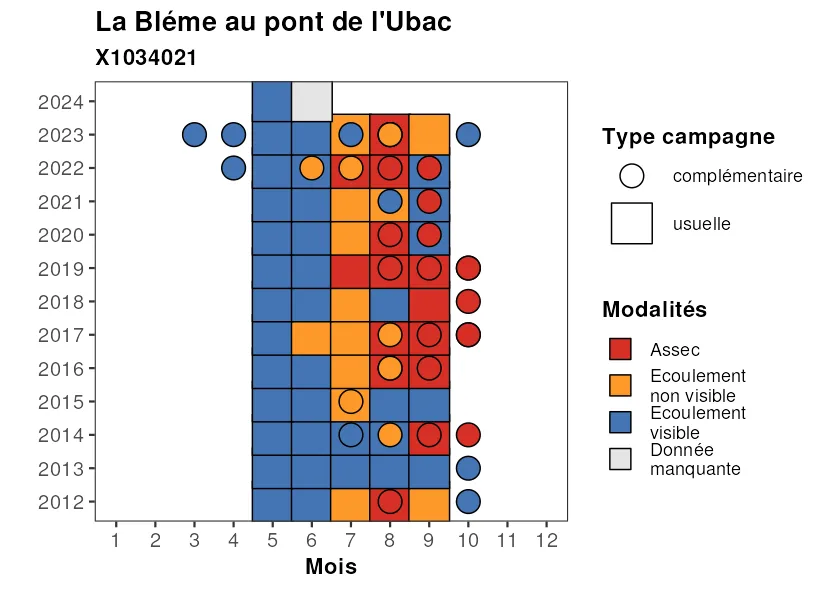 La Bléme au pont de l'Ubac
X1034021
2024
2023
2022
2021
2020
2019
2018
2017
2016
2015
2014
2013
2012
1 2 3 4 5 6 7 8 9 10 11 12
Mois
Type campagne
complémentaire
usuelle
Modalités
Assec
Ecoulement
non visible
Ecoulement
visible
Donnée
manquante